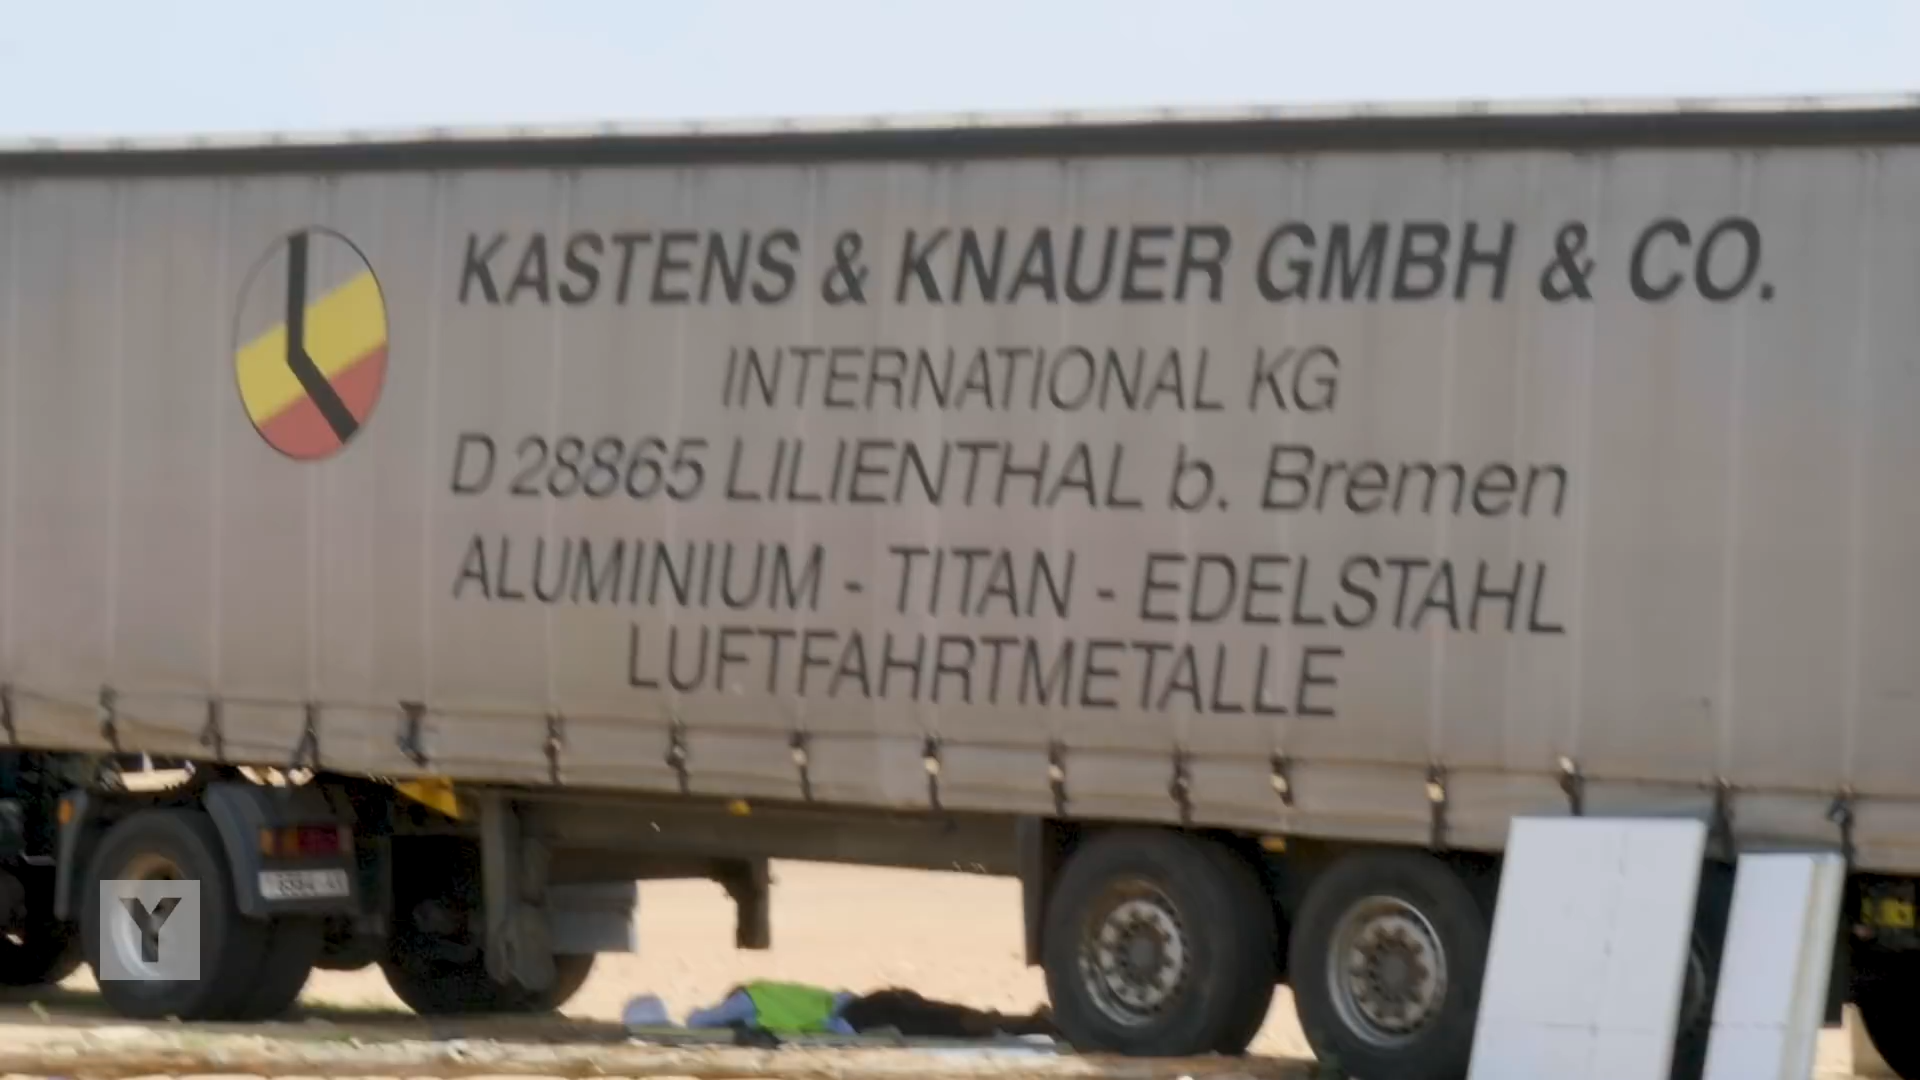 KASTENS & KNAUER GMBH & CO.
INTERNATIONAL KG
D 28865 LILIENTHAL b. Bremen
ALUMINIUM - TITAN - EDELSTAHL
LUFTFAHRTMETALLE
Y